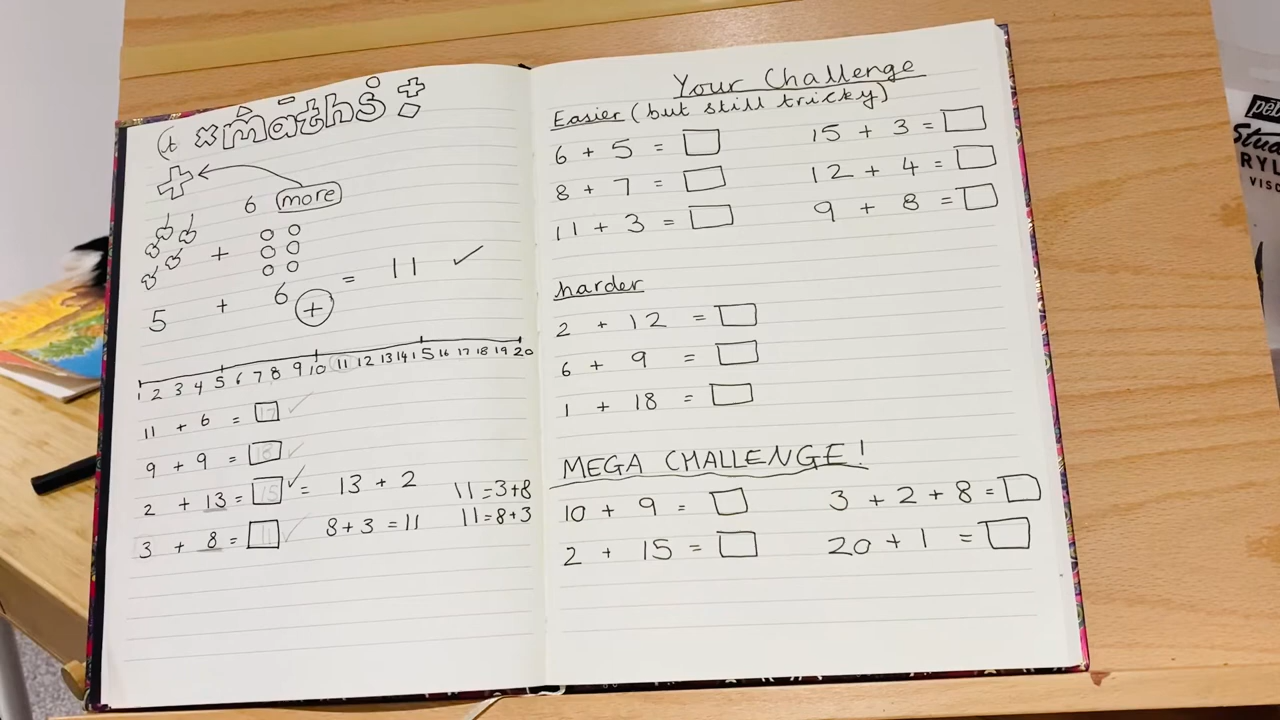 maths
6 more
+
= 11 ✓
5 + 6 +
1 2 3 4 5 6 7 8 9 10 11 12 13 14 15 16 17 18 19 20
11 + 6 = 17 ✓
9 + 9 = 18 ✓
2 + 13 = 15 ✓ = 13 + 2
3 + 8 = 11 ✓ 8 + 3 = 11
11 = 3 + 8
11 = 8 + 3
Your Challenge
Easier (but still tricky)
6 + 5 = □ 15 + 3 = □
8 + 7 = □ 12 + 4 = □
11 + 3 = □ 9 + 8 = □
harder
2 + 12 = □
6 + 9 = □
1 + 18 = □
MEGA CHALLENGE!
10 + 9 = □ 3 + 2 + 8 = □
2 + 15 = □ 20 + 1 = □